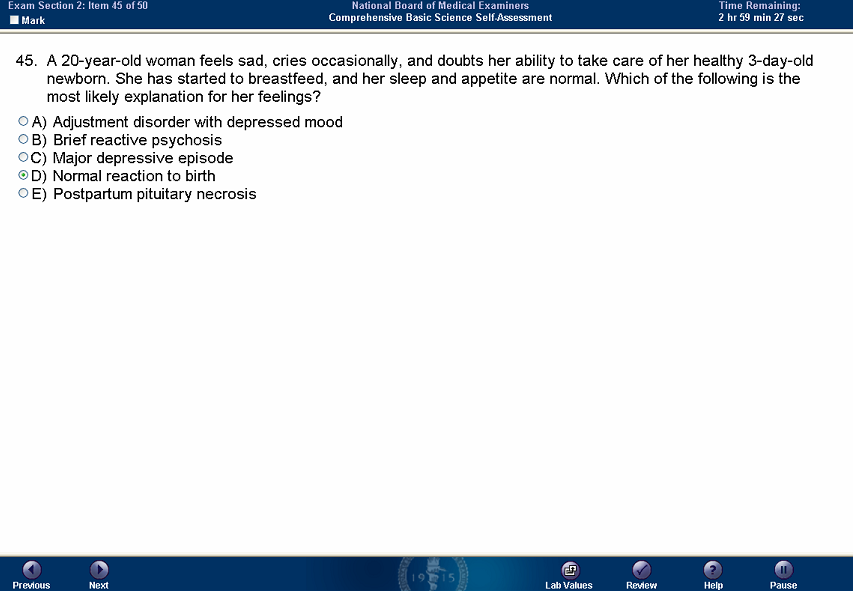 Exam Section 2: Item 45 of 50
National Board of Medical Examiners
Time Remaining:
Mark
Comprehensive Basic Science Self-Assessment
2 hr 59 min 27 sec
45. A 20-year-old woman feels sad, cries occasionally, and doubts her ability to take care of her healthy 3-day-old
newborn. She has started to breastfeed, and her sleep and appetite are normal. Which of the following is the
most likely explanation for her feelings?
A) Adjustment disorder with depressed mood
B) Brief reactive psychosis
C) Major depressive episode
D) Normal reaction to birth
E) Postpartum pituitary necrosis
1915
Previous
Next
Lab Values
Review
Help
Pause